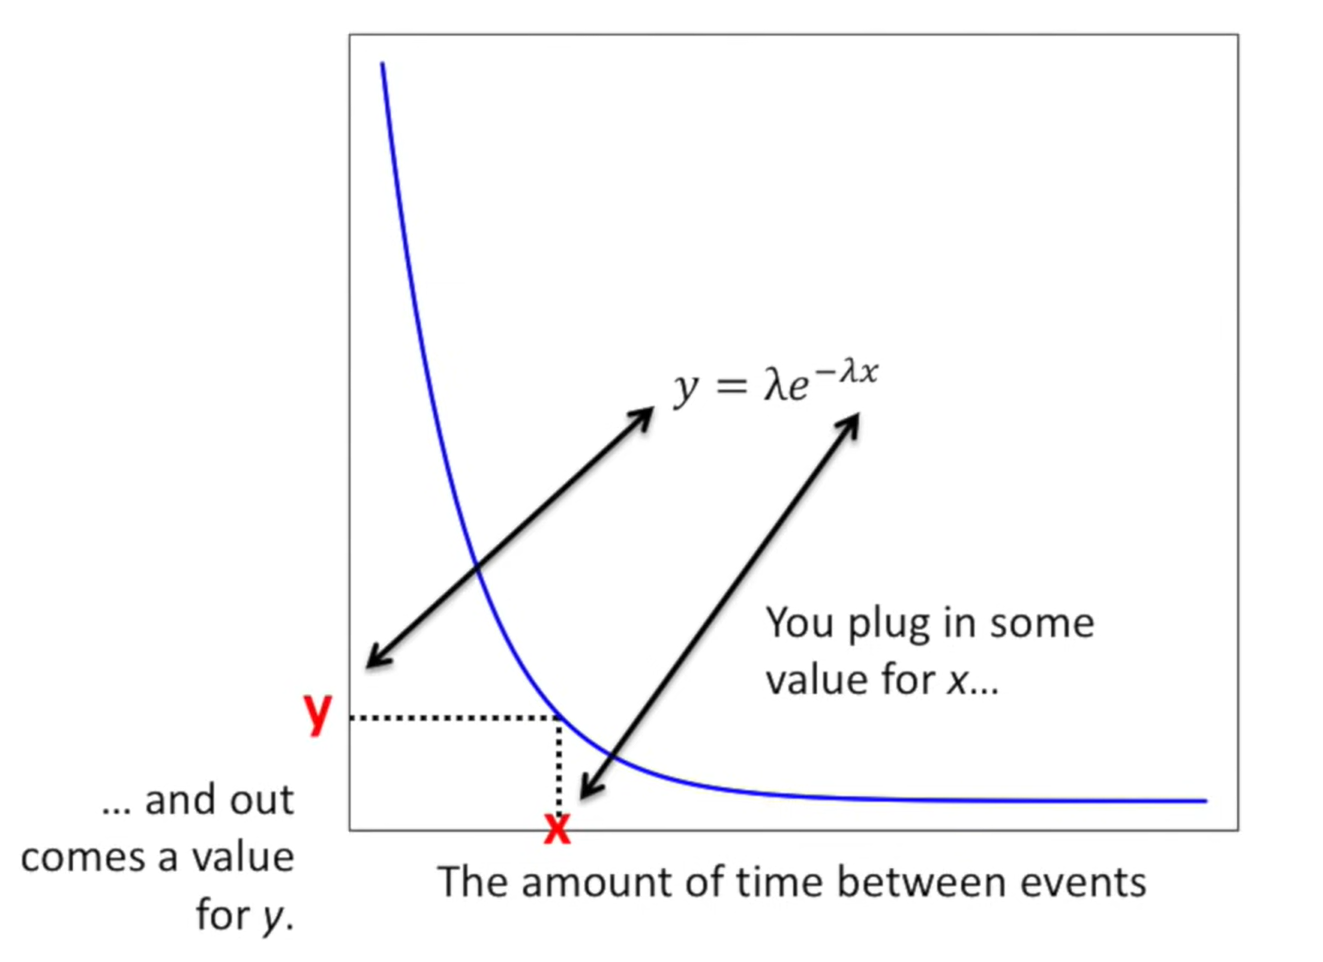 y = λe^{−λx}
You plug in some
value for x...
y
... and out
comes a value
for y.
x
The amount of time between events